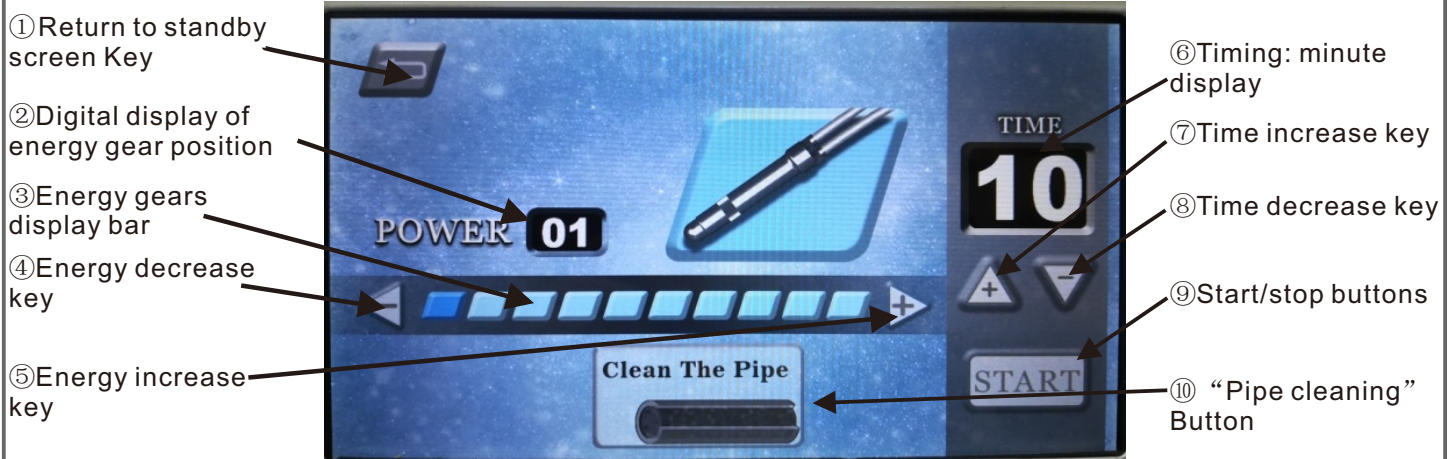 ①Return to standby
screen Key
②Digital display of
energy gear position
③Energy gears
display bar
④Energy decrease
key
⑤Energy increase
key
POWER 01
Clean The Pipe
TIME
10
+
-
-
+
START
⑥Timing: minute
display
⑦Time increase key
⑧Time decrease key
⑨Start/stop buttons
⑩ “Pipe cleaning”
Button